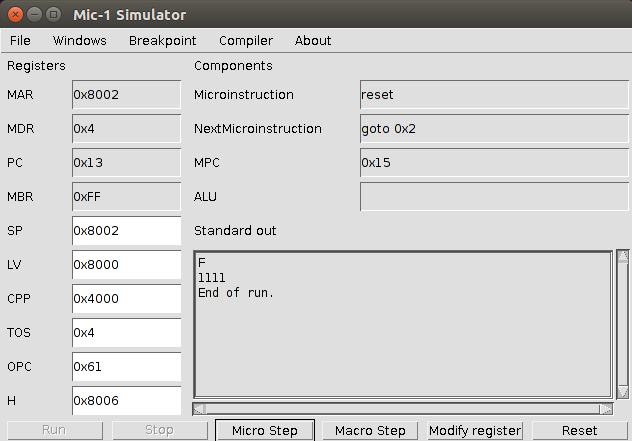 Mic-1 Simulator
File Windows Breakpoint Compiler About
Registers Components
MAR 0x8002 Microinstruction reset
MDR 0x4 NextMicroinstruction goto 0x2
PC 0x13 MPC 0x15
MBR 0xFF ALU
SP 0x8002 Standard out
LV 0x8000
CPP 0x4000
TOS 0x4
OPC 0x61
H 0x8006
F
1111
End of run.
Run Stop Micro Step Macro Step Modify register Reset